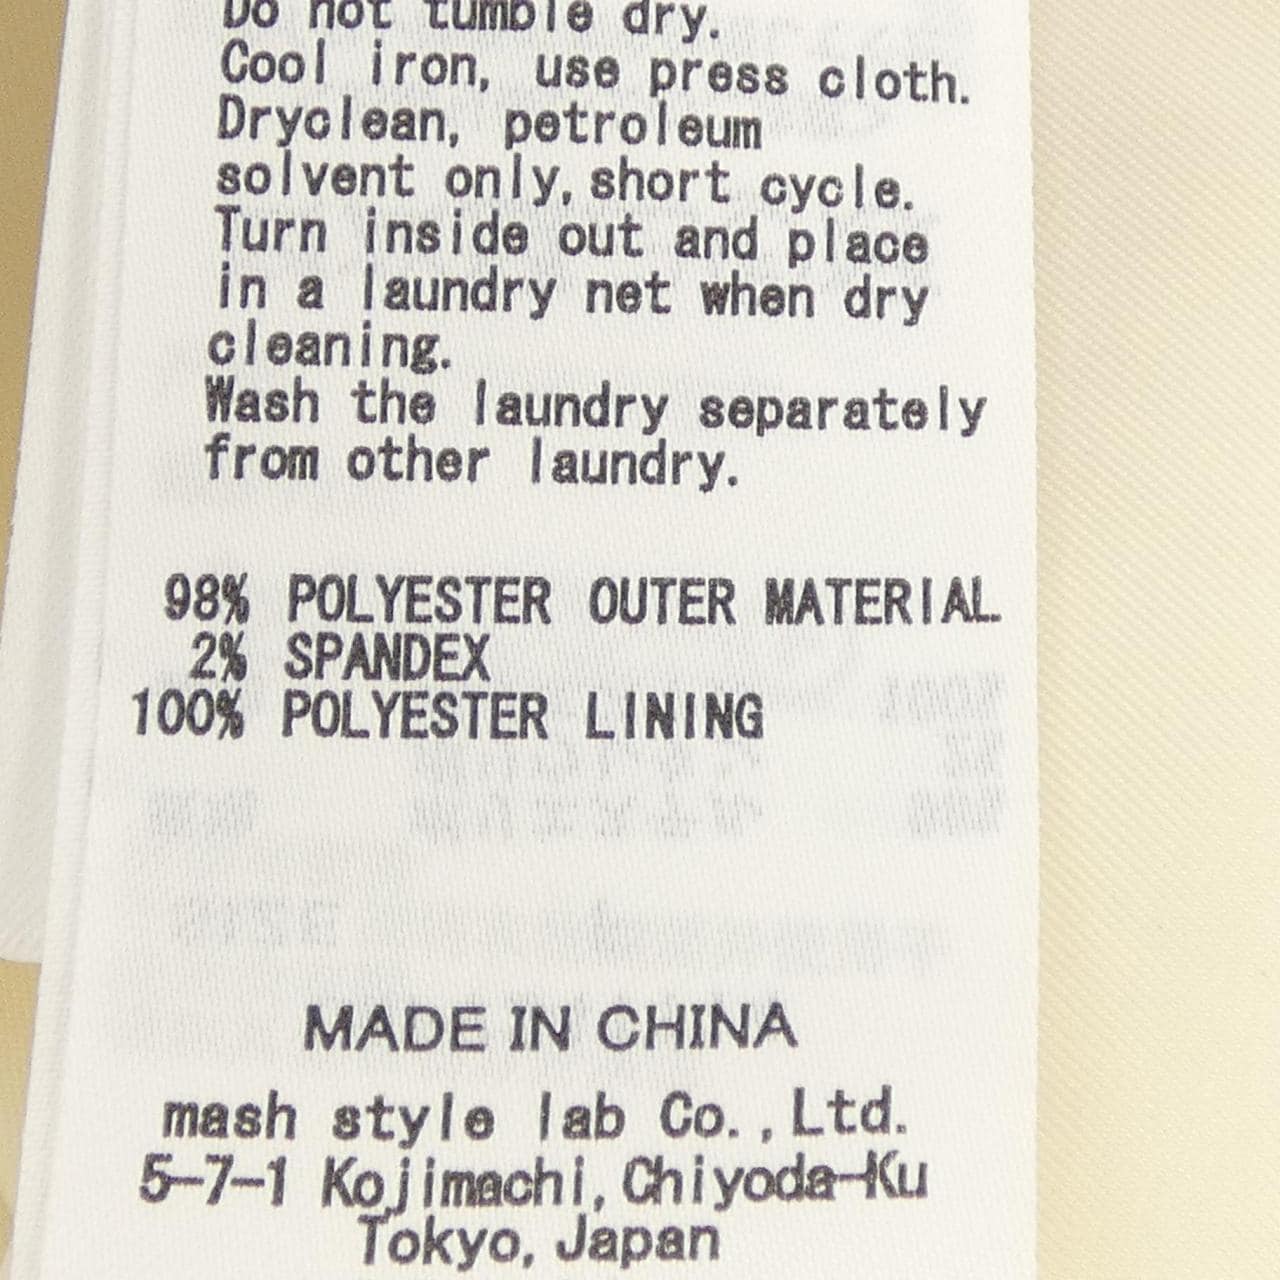 Do not tumble dry.
Cool iron, use press cloth.
Dryclean, petroleum
solvent only, short cycle.
Turn inside out and place
in a laundry net when dry
cleaning.
Wash the laundry separately
from other laundry.
98% POLYESTER OUTER MATERIAL
2% SPANDEX
100% POLYESTER LINING
MADE IN CHINA
mash style lab Co., Ltd.
5-7-1 Kojimachi, Chiyoda-Ku
Tokyo, Japan